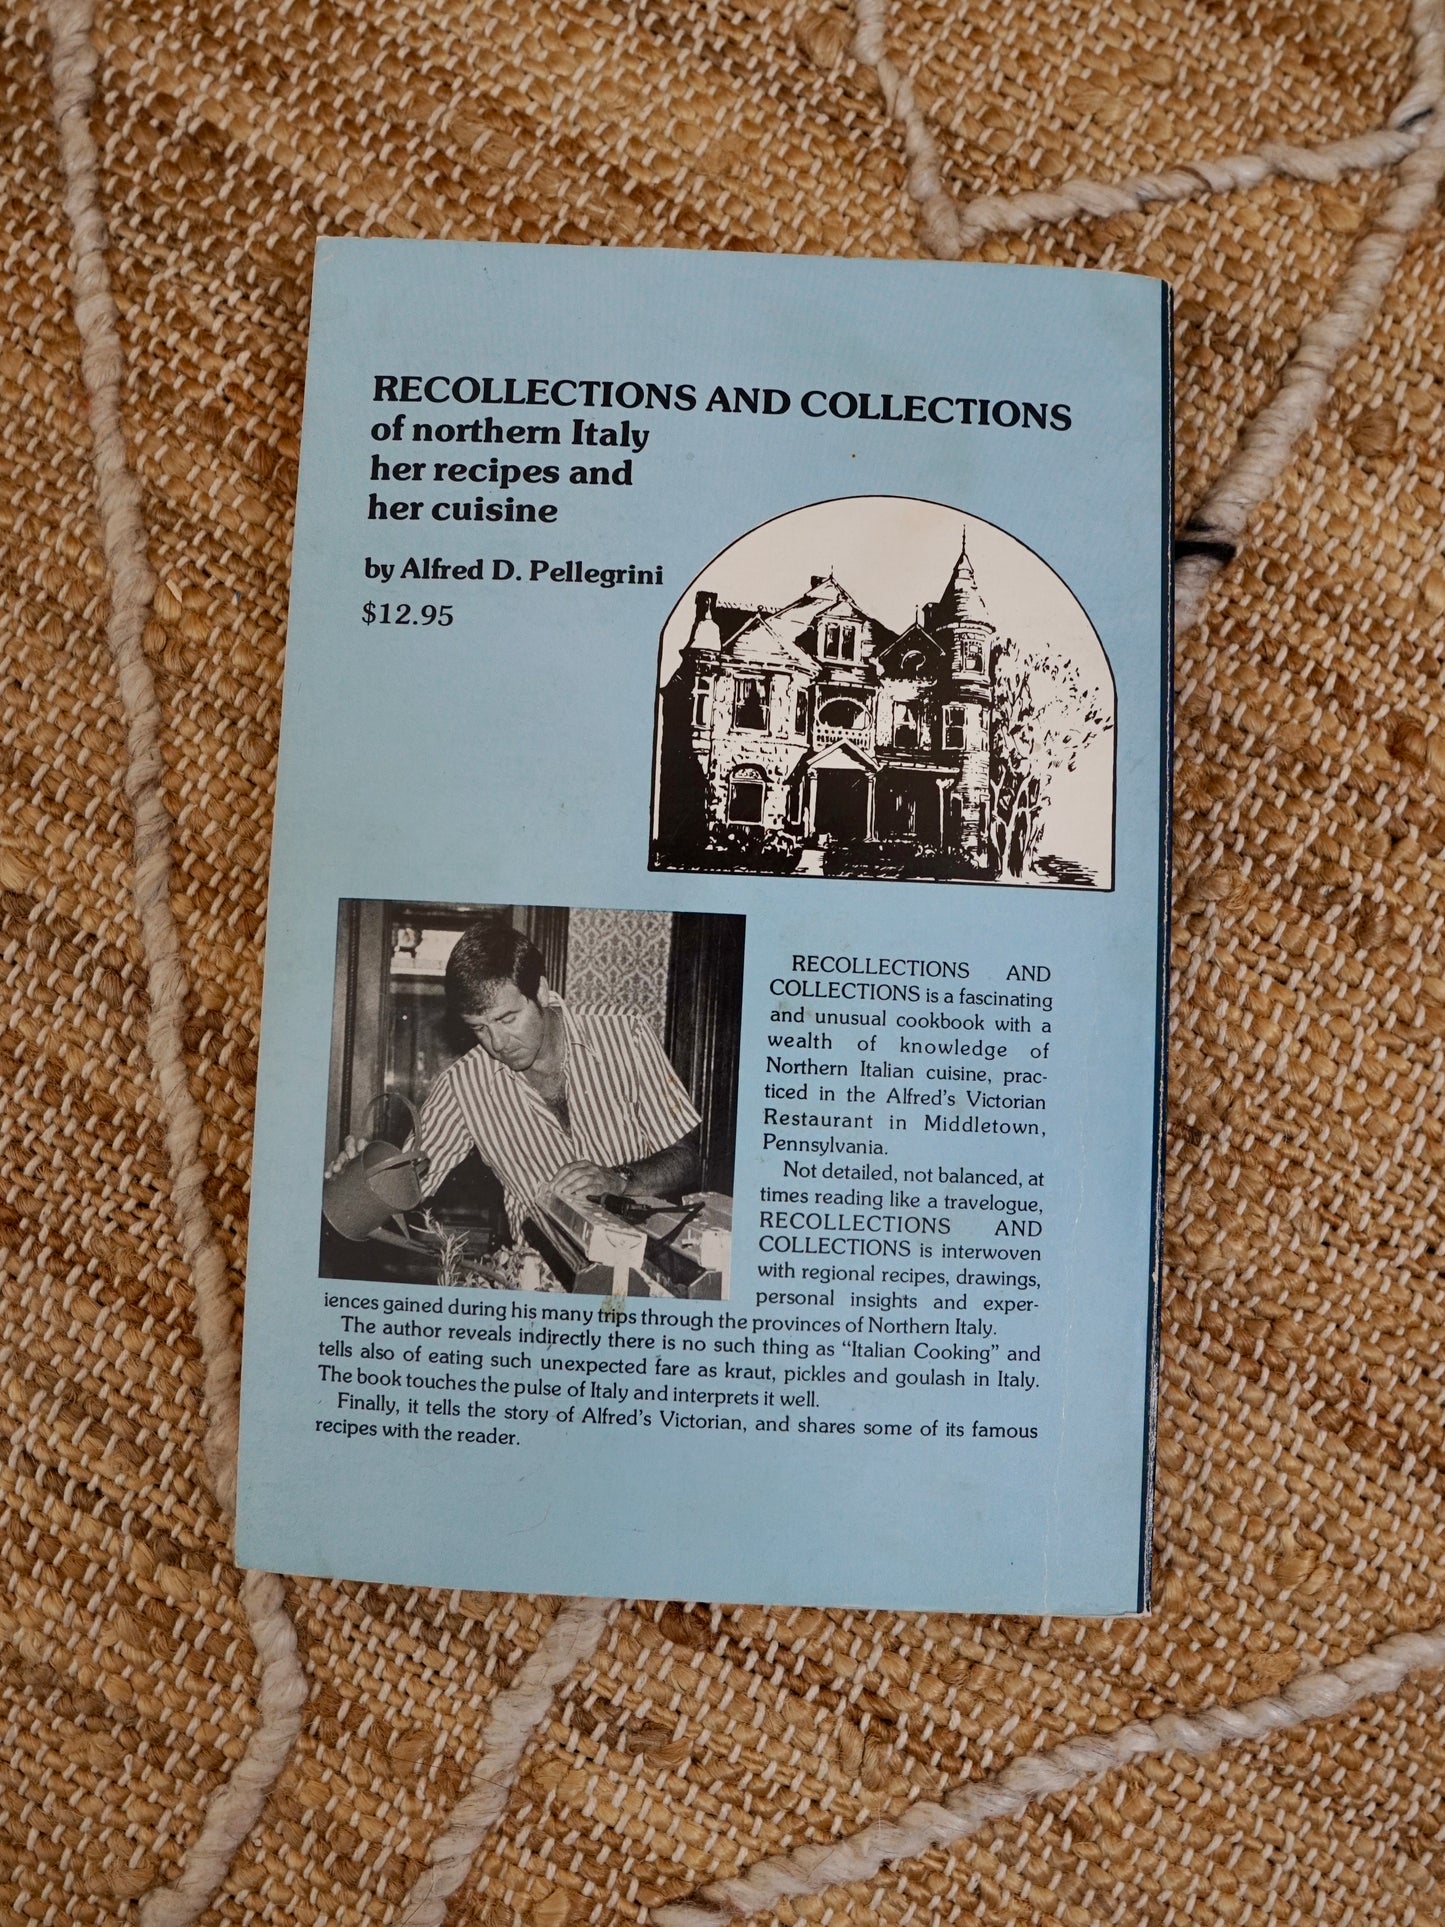 RECOLLECTIONS AND COLLECTIONS
of northern Italy
her recipes and
her cuisine
by Alfred D. Pellegrini
$12.95
RECOLLECTIONS AND
COLLECTIONS is a fascinating
and unusual cookbook with a
wealth of knowledge of
Northern Italian cuisine, prac-
ticed in the Alfred's Victorian
Restaurant in Middletown,
Pennsylvania.
Not detailed, not balanced, at
times reading like a travelogue,
RECOLLECTIONS AND
COLLECTIONS is interwoven
with regional recipes, drawings,
personal insights and exper-
iences gained during his many trips through the provinces of Northern Italy.
The author reveals indirectly there is no such thing as “Italian Cooking” and
tells also of eating such unexpected fare as kraut, pickles and goulash in Italy.
The book touches the pulse of Italy and interprets it well.
Finally, it tells the story of Alfred's Victorian, and shares some of its famous
recipes with the reader.